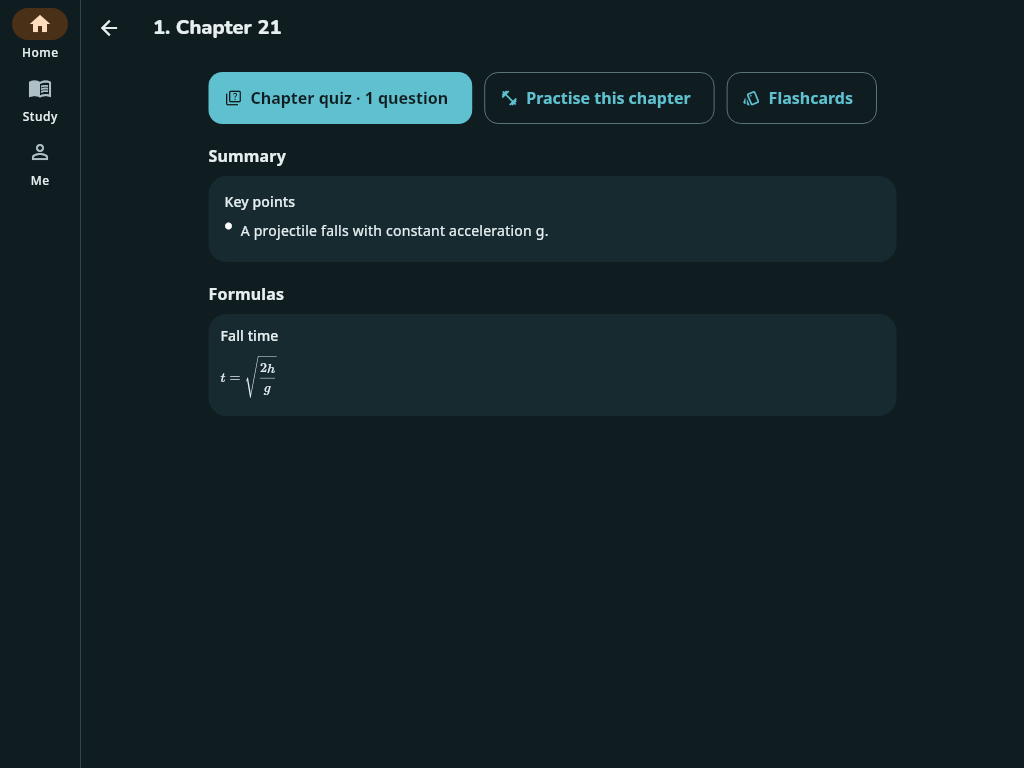 Home
Study
Me
1. Chapter 21
Chapter quiz · 1 question
Practise this chapter
Flashcards
Summary
Key points
• A projectile falls with constant acceleration g.
Formulas
Fall time
t = √(2h/g)